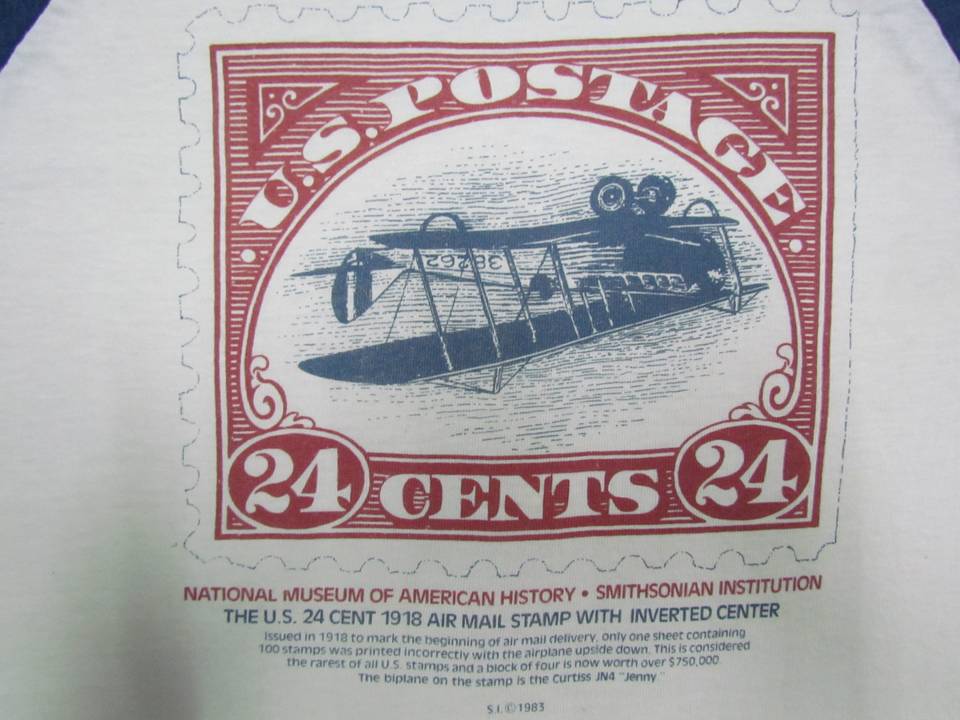 U.S. POSTAGE
38262
24 CENTS 24
NATIONAL MUSEUM OF AMERICAN HISTORY • SMITHSONIAN INSTITUTION
THE U.S. 24 CENT 1918 AIR MAIL STAMP WITH INVERTED CENTER
Issued in 1918 to mark the beginning of air mail delivery, only one sheet containing
100 stamps was printed incorrectly with the airplane upside down. This is considered
the rarest of all U.S. stamps and a block of four is now worth over $750,000.
The biplane on the stamp is the Curtiss JN4 "Jenny."
S.I. © 1983